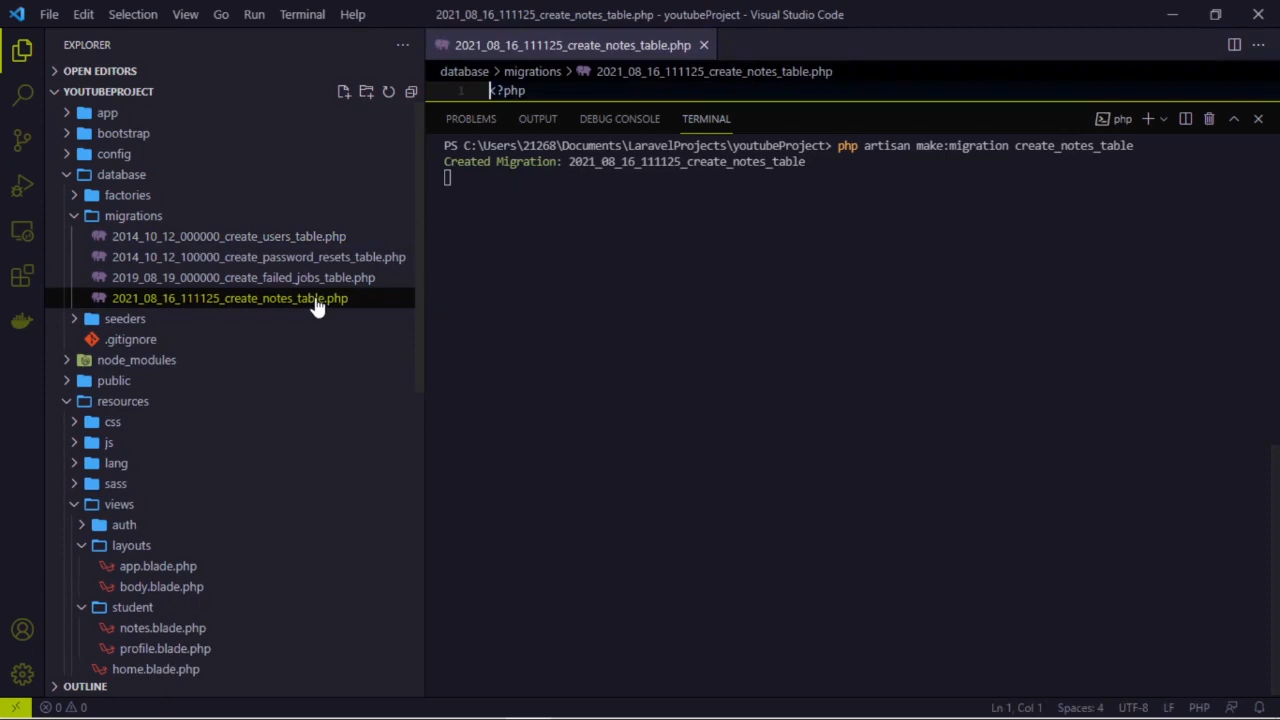 File Edit Selection View Go Run Terminal Help
2021_08_16_111125_create_notes_table.php - youtubeProject - Visual Studio Code
EXPLORER
OPEN EDITORS
YOUTUBEPROJECT
app
bootstrap
config
database
factories
migrations
2014_10_12_000000_create_users_table.php
2014_10_12_100000_create_password_resets_table.php
2019_08_19_000000_create_failed_jobs_table.php
2021_08_16_111125_create_notes_table.php
seeders
.gitignore
node_modules
public
resources
css
js
lang
sass
views
auth
layouts
app.blade.php
body.blade.php
student
notes.blade.php
profile.blade.php
home.blade.php
OUTLINE
2021_08_16_111125_create_notes_table.php
database > migrations > 2021_08_16_111125_create_notes_table.php
1 <?php
PROBLEMS OUTPUT DEBUG CONSOLE TERMINAL
php
PS C:\Users\21268\Documents\LaravelProjects\youtubeProject> php artisan make:migration create_notes_table
Created Migration: 2021_08_16_111125_create_notes_table
0 0
Ln 1, Col 1 Spaces: 4 UTF-8 LF PHP